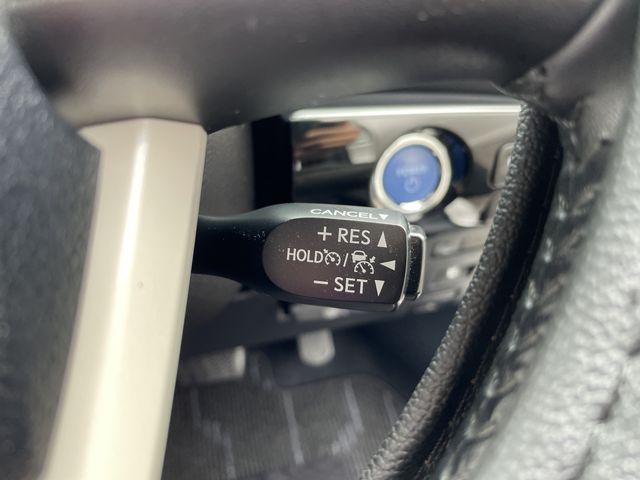 CANCEL▼
+ RES ▲
HOLD / ◀
− SET ▼